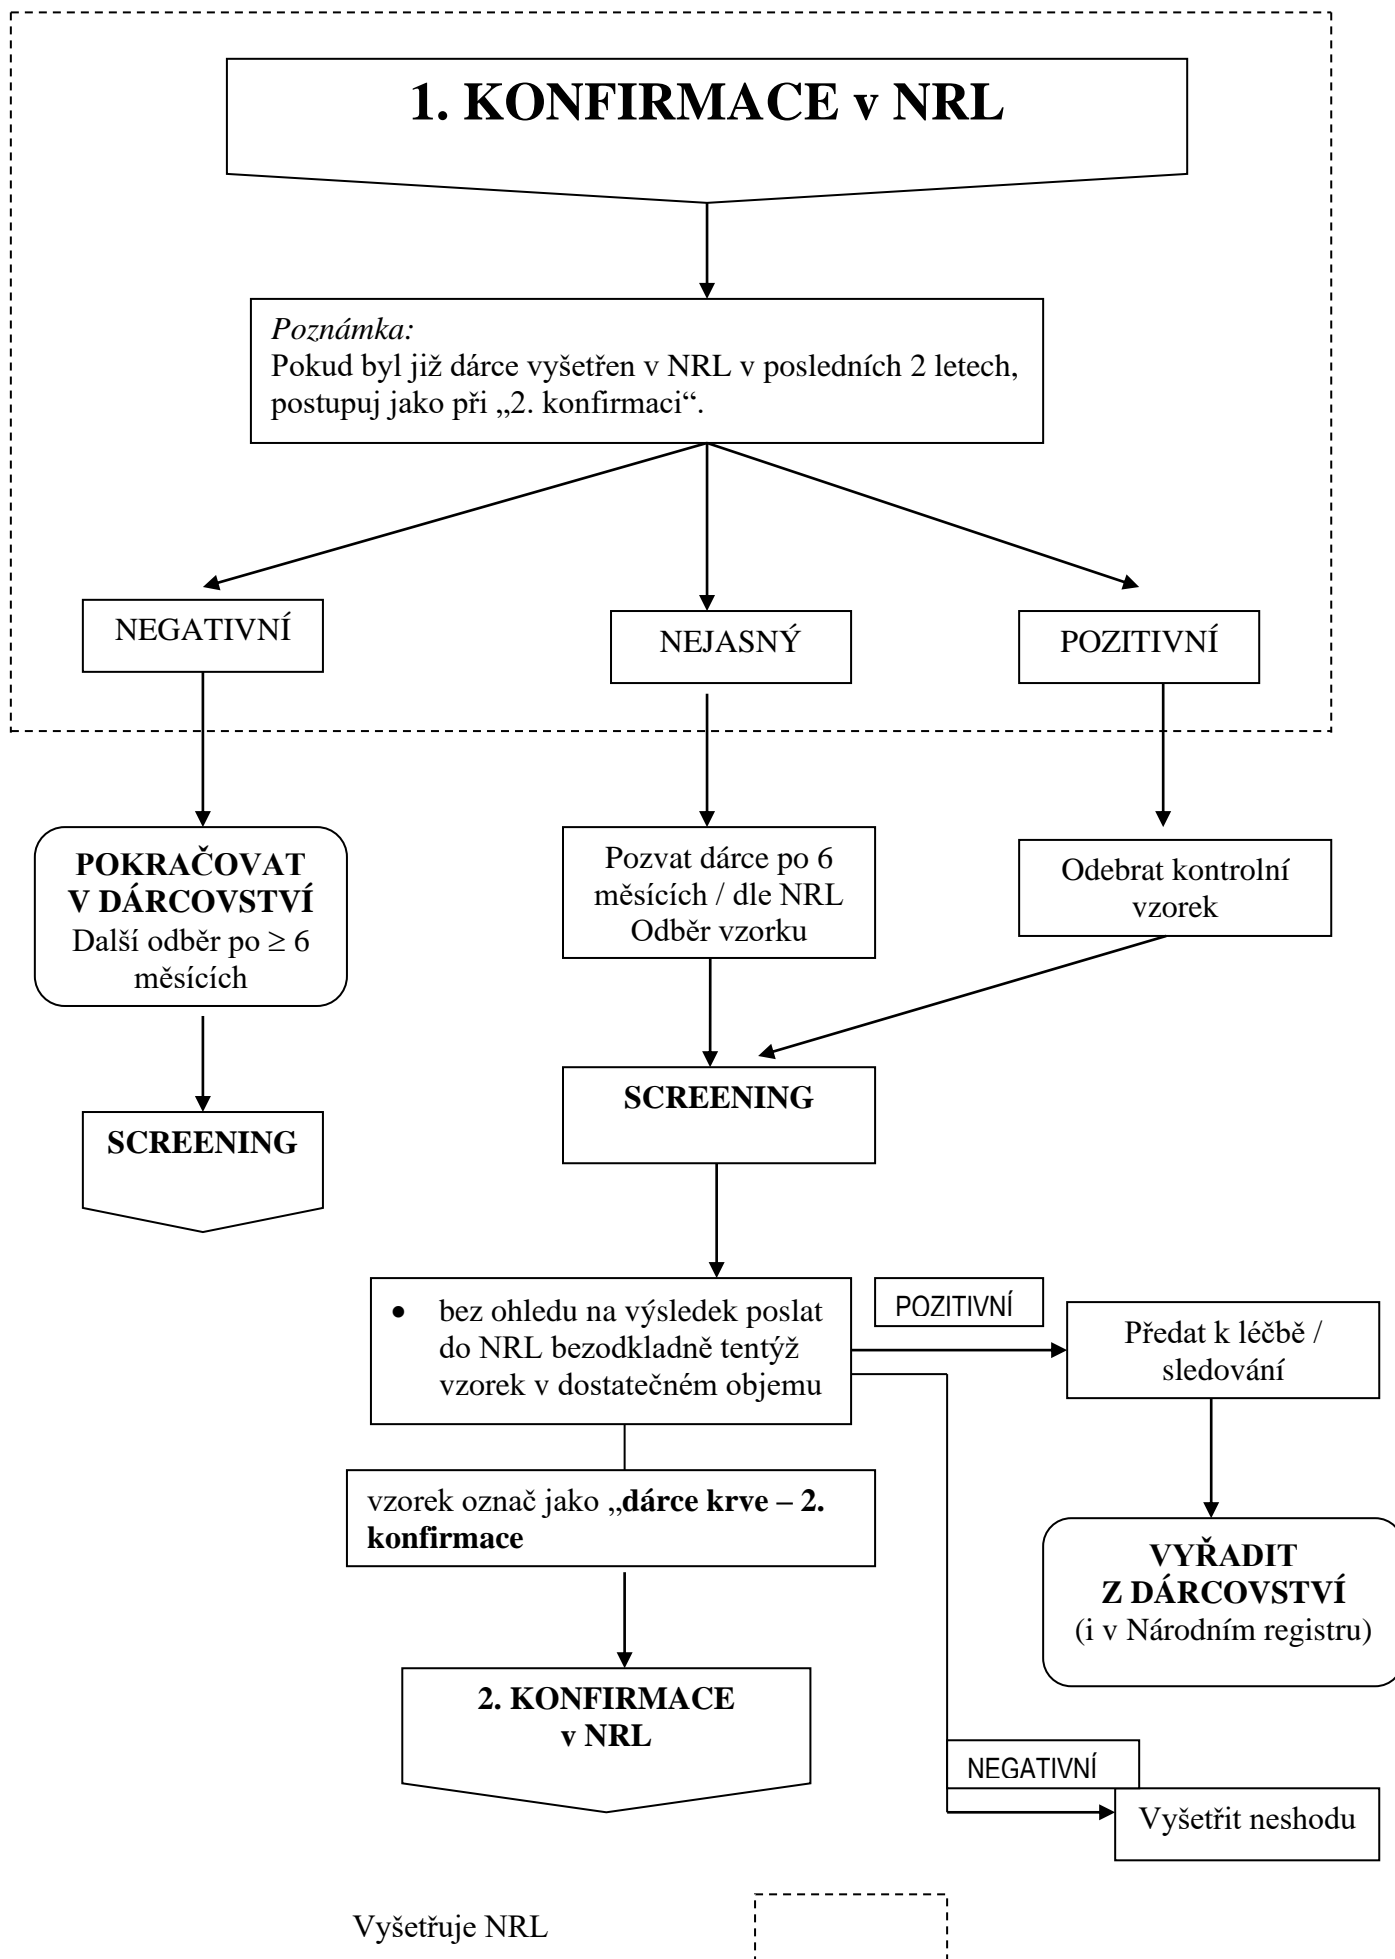 1. KONFIRMACE v NRL
Poznámka:
Pokud byl již dárce vyšetřen v NRL v posledních 2 letech,
postupuj jako při „2. konfirmaci“.
NEGATIVNÍ
NEJASNÝ
POZITIVNÍ
POKRAČOVAT
V DÁRCOVSTVÍ
Další odběr po ≥ 6
měsících
Pozvat dárce po 6
měsících / dle NRL
Odběr vzorku
Odebrat kontrolní
vzorek
SCREENING
SCREENING
• bez ohledu na výsledek poslat
do NRL bezodkladně tentýž
vzorek v dostatečném objemu
POZITIVNÍ
Předat k léčbě /
sledování
vzorek označ jako „dárce krve – 2.
konfirmace
VYŘADIT
Z DÁRCOVSTVÍ
(i v Národním registru)
2. KONFIRMACE
v NRL
NEGATIVNÍ
Vyšetřit neshodu
Vyšetřuje NRL